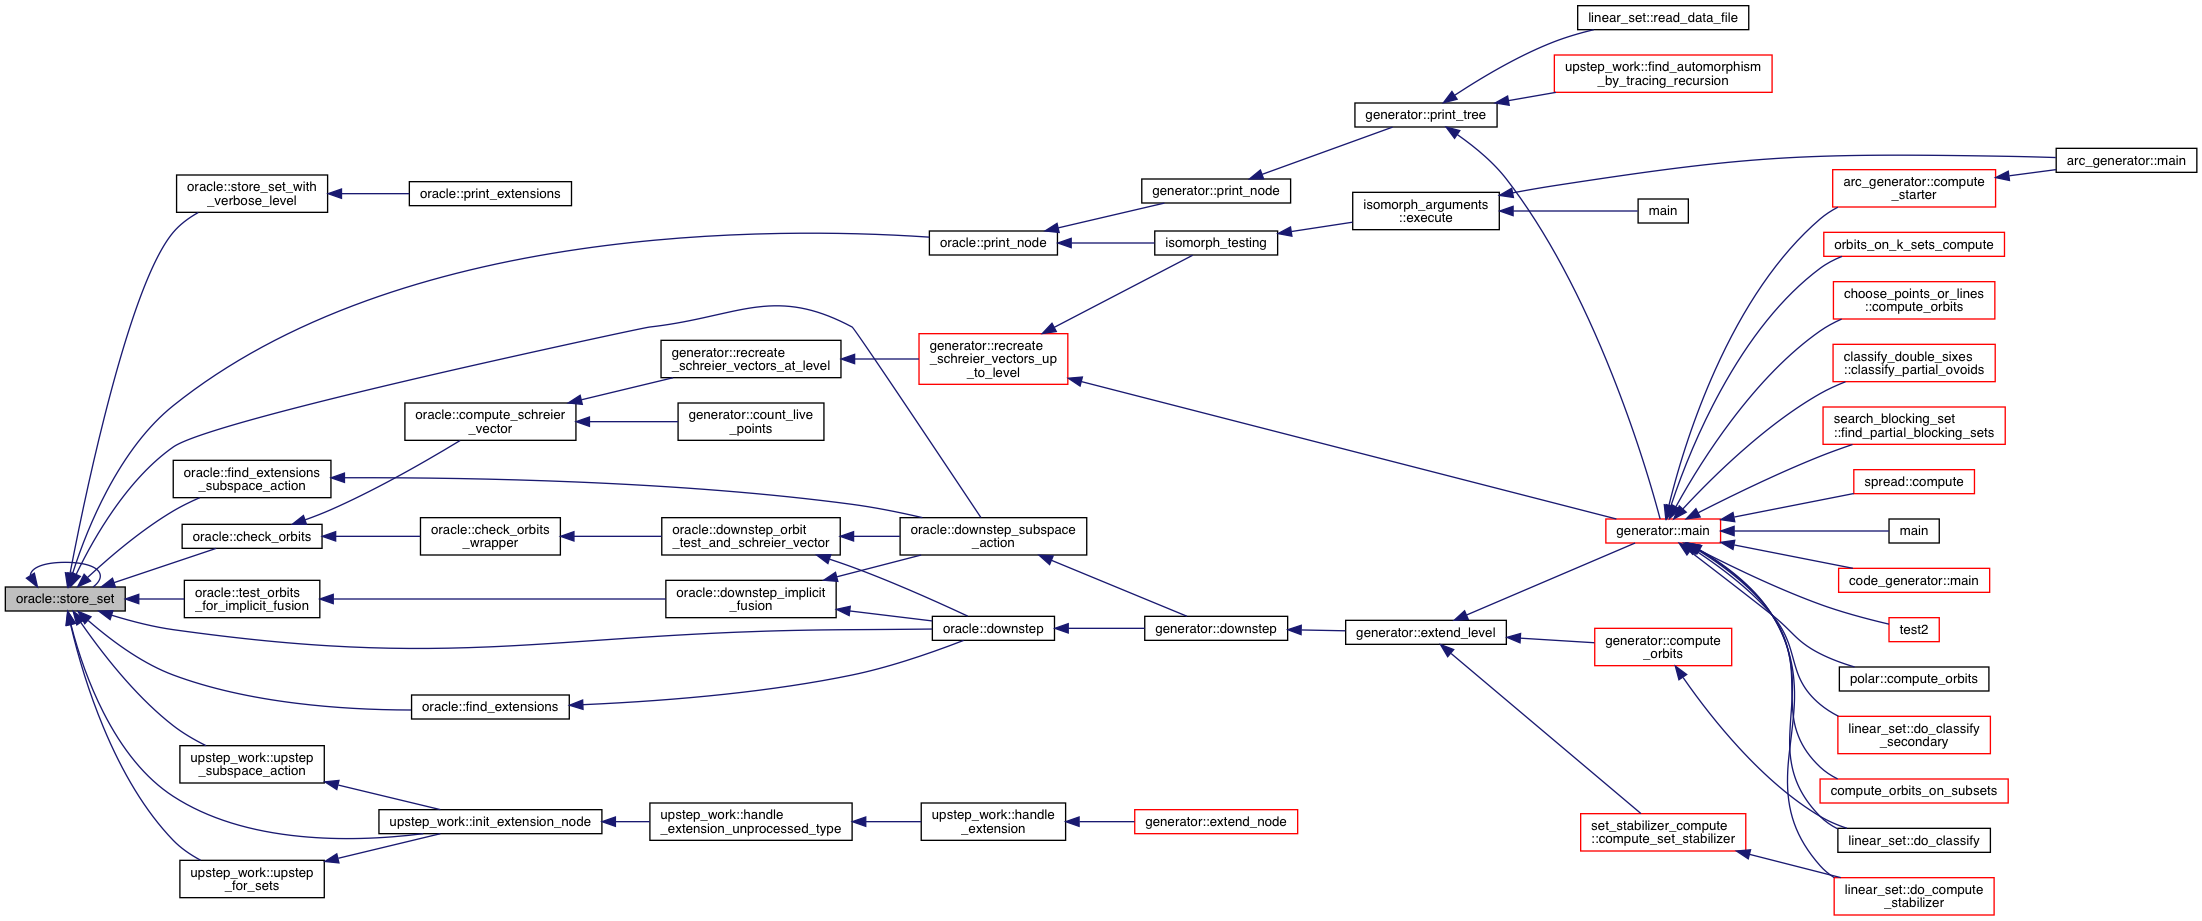 oracle::store_set
oracle::store_set_with
_verbose_level
oracle::print_extensions
oracle::print_node
generator::print_node
generator::print_tree
linear_set::read_data_file
upstep_work::find_automorphism
_by_tracing_recursion
isomorph_testing
isomorph_arguments
::execute
main
arc_generator::main
arc_generator::compute
_starter
orbits_on_k_sets_compute
choose_points_or_lines
::compute_orbits
classify_double_sixes
::classify_partial_ovoids
search_blocking_set
::find_partial_blocking_sets
spread::compute
generator::main
main
code_generator::main
test2
polar::compute_orbits
linear_set::do_classify
_secondary
compute_orbits_on_subsets
linear_set::do_classify
linear_set::do_compute
_stabilizer
generator::recreate
_schreier_vectors_at_level
generator::recreate
_schreier_vectors_up
_to_level
oracle::compute_schreier
_vector
generator::count_live
_points
oracle::find_extensions
_subspace_action
oracle::check_orbits
oracle::check_orbits
_wrapper
oracle::downstep_orbit
_test_and_schreier_vector
oracle::downstep_subspace
_action
oracle::test_orbits
_for_implicit_fusion
oracle::downstep_implicit
_fusion
oracle::downstep
generator::downstep
generator::extend_level
generator::compute
_orbits
oracle::find_extensions
set_stabilizer_compute
::compute_set_stabilizer
upstep_work::upstep
_subspace_action
upstep_work::init_extension_node
upstep_work::handle
_extension_unprocessed_type
upstep_work::handle
_extension
generator::extend_node
upstep_work::upstep
_for_sets